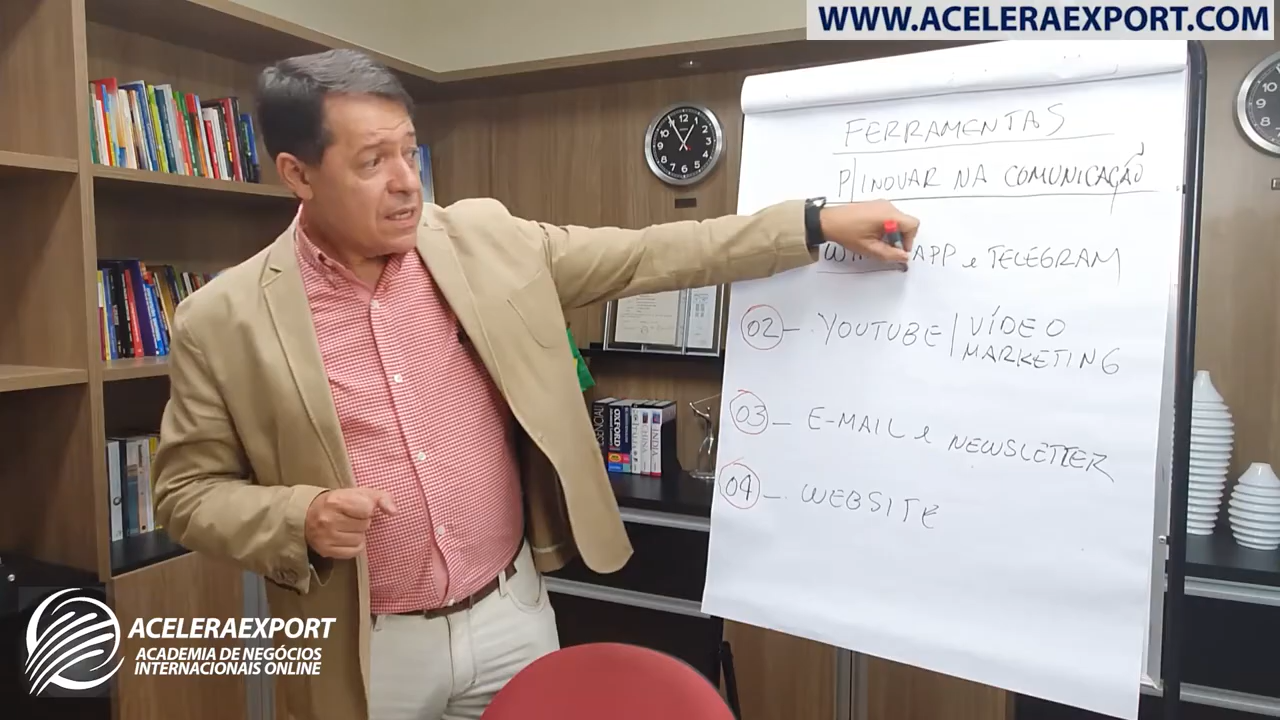 WWW.ACELERAEXPORT.COM
FERRAMENTAS
P/INOVAR NA COMUNICAÇÃO
APP e TELEGRAM
02 - YOUTUBE / VÍDEO
MARKETING
03 - E-MAIL e NEWSLETTER
04 - WEBSITE
OXFORD
ACELERAEXPORT
ACADEMIA DE NEGÓCIOS
INTERNACIONAIS ONLINE